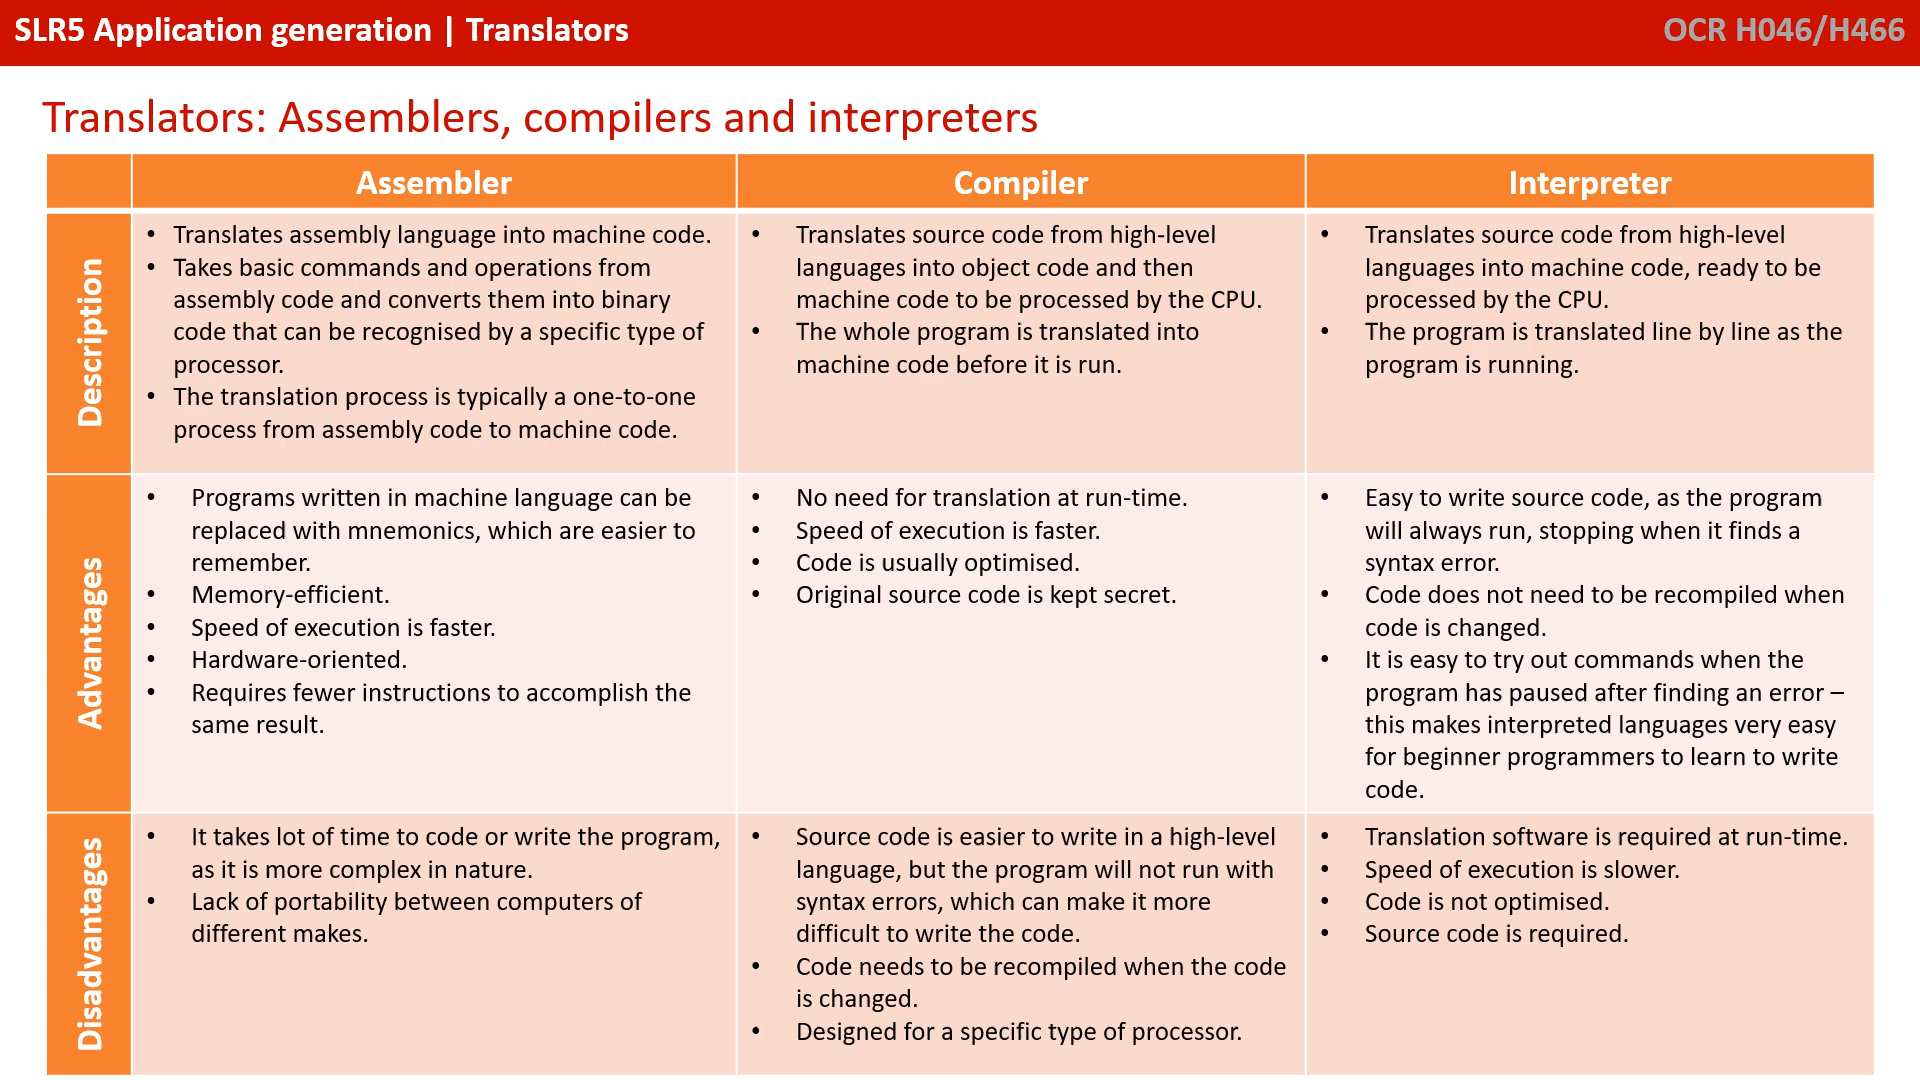 SLR5 Application generation | Translators
OCR H046/H466
Translators: Assemblers, compilers and interpreters
Assembler
Compiler
Interpreter
Description
• Translates assembly language into machine code.
• Takes basic commands and operations from
assembly code and converts them into binary
code that can be recognised by a specific type of
processor.
• The translation process is typically a one-to-one
process from assembly code to machine code.
• Translates source code from high-level
languages into object code and then
machine code to be processed by the CPU.
• The whole program is translated into
machine code before it is run.
• Translates source code from high-level
languages into machine code, ready to be
processed by the CPU.
• The program is translated line by line as the
program is running.
Advantages
• Programs written in machine language can be
replaced with mnemonics, which are easier to
remember.
• Memory-efficient.
• Speed of execution is faster.
• Hardware-oriented.
• Requires fewer instructions to accomplish the
same result.
• No need for translation at run-time.
• Speed of execution is faster.
• Code is usually optimised.
• Original source code is kept secret.
• Easy to write source code, as the program
will always run, stopping when it finds a
syntax error.
• Code does not need to be recompiled when
code is changed.
• It is easy to try out commands when the
program has paused after finding an error –
this makes interpreted languages very easy
for beginner programmers to learn to write
code.
Disadvantages
• It takes lot of time to code or write the program,
as it is more complex in nature.
• Lack of portability between computers of
different makes.
• Source code is easier to write in a high-level
language, but the program will not run with
syntax errors, which can make it more
difficult to write the code.
• Code needs to be recompiled when the code
is changed.
• Designed for a specific type of processor.
• Translation software is required at run-time.
• Speed of execution is slower.
• Code is not optimised.
• Source code is required.